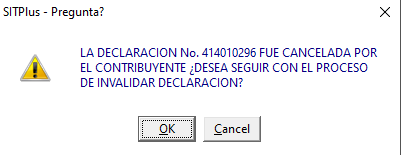 SITPlus - Pregunta?
LA DECLARACION No. 414010296 FUE CANCELADA POR
EL CONTRIBUYENTE ¿DESEA SEGUIR CON EL PROCESO
DE INVALIDAR DECLARACION?
OK
Cancel